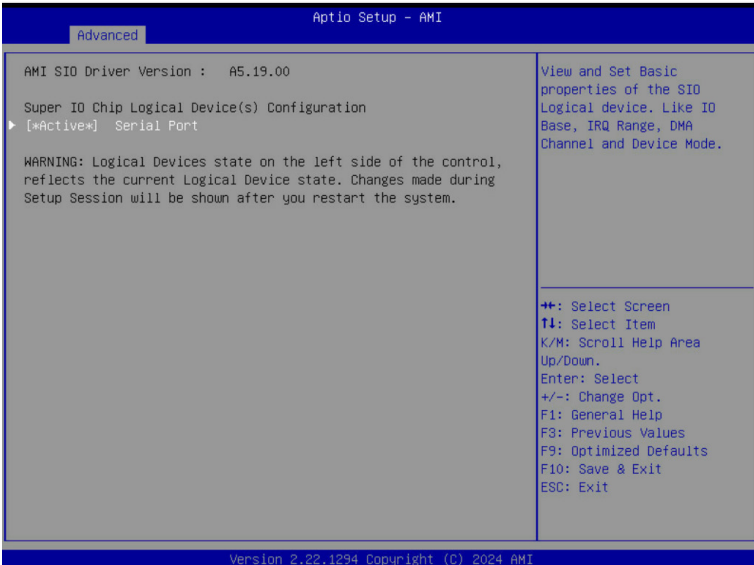 Aptio Setup - AMI
Advanced
AMI SIO Driver Version : A5.19.00
Super IO Chip Logical Device(s) Configuration
[*Active*] Serial Port
WARNING: Logical Devices state on the left side of the control,
reflects the current Logical Device state. Changes made during
Setup Session will be shown after you restart the system.
View and Set Basic
properties of the SIO
Logical device. Like IO
Base, IRQ Range, DMA
Channel and Device Mode.
→←: Select Screen
↑↓: Select Item
K/M: Scroll Help Area
Up/Down.
Enter: Select
+/-: Change Opt.
F1: General Help
F3: Previous Values
F9: Optimized Defaults
F10: Save & Exit
ESC: Exit
Version 2.22.1294 Copyright (C) 2024 AMI